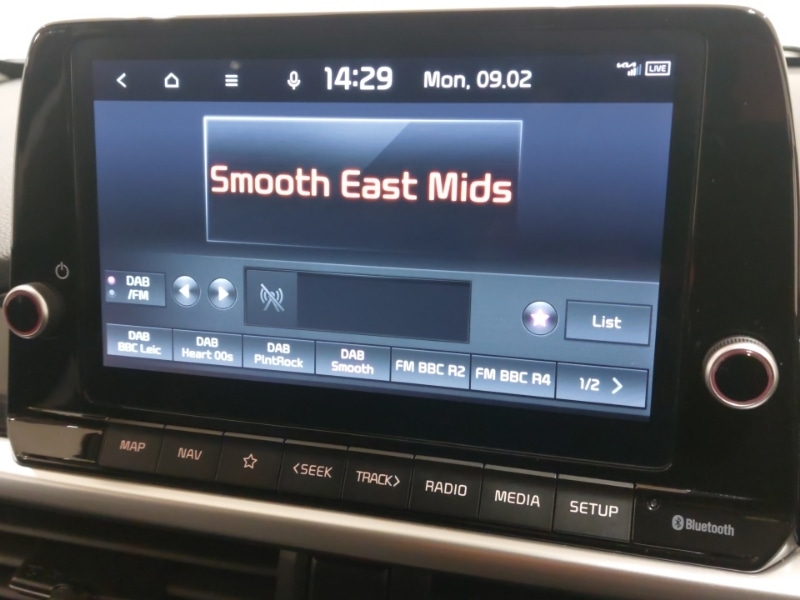 14:29 Mon, 09.02 KIA LIVE
Smooth East Mids
DAB
/FM
List
DAB
BBC Leic
DAB
Heart 00s
DAB
PlntRock
DAB
Smooth
FM BBC R2
FM BBC R4
1/2 >
MAP NAV <SEEK TRACK> RADIO MEDIA SETUP
Bluetooth